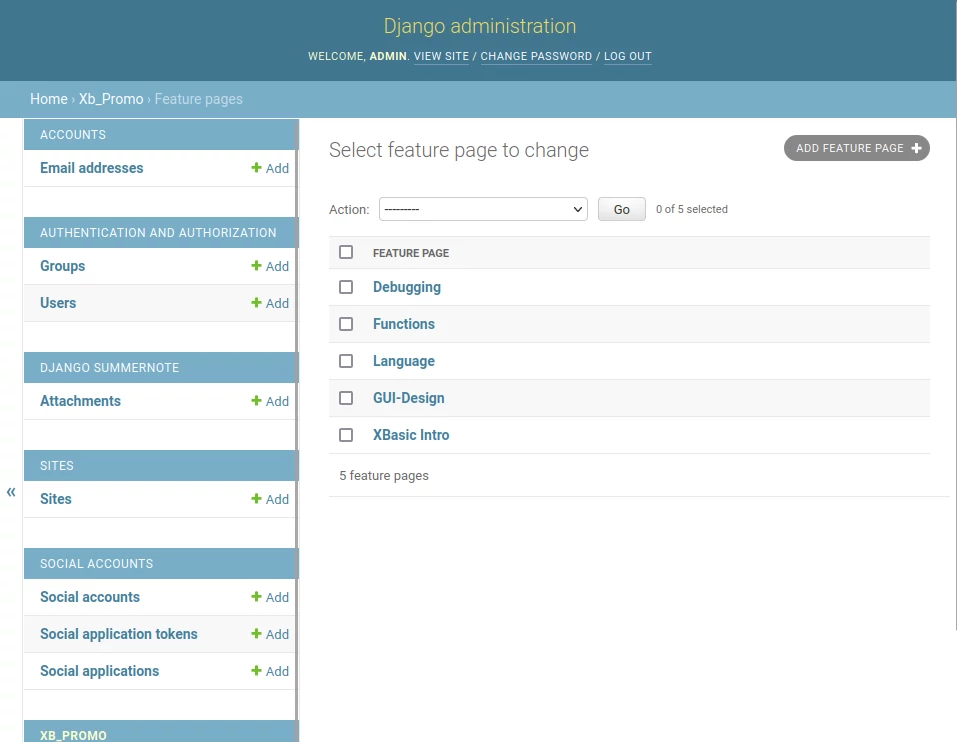 Django administration
WELCOME, ADMIN. VIEW SITE / CHANGE PASSWORD / LOG OUT
Home › Xb_Promo › Feature pages
ACCOUNTS
Email addresses + Add
AUTHENTICATION AND AUTHORIZATION
Groups + Add
Users + Add
DJANGO SUMMERNOTE
Attachments + Add
SITES
Sites + Add
«
SOCIAL ACCOUNTS
Social accounts + Add
Social application tokens + Add
Social applications + Add
XB_PROMO
Select feature page to change
ADD FEATURE PAGE +
Action: --------- Go 0 of 5 selected
FEATURE PAGE
Debugging
Functions
Language
GUI-Design
XBasic Intro
5 feature pages